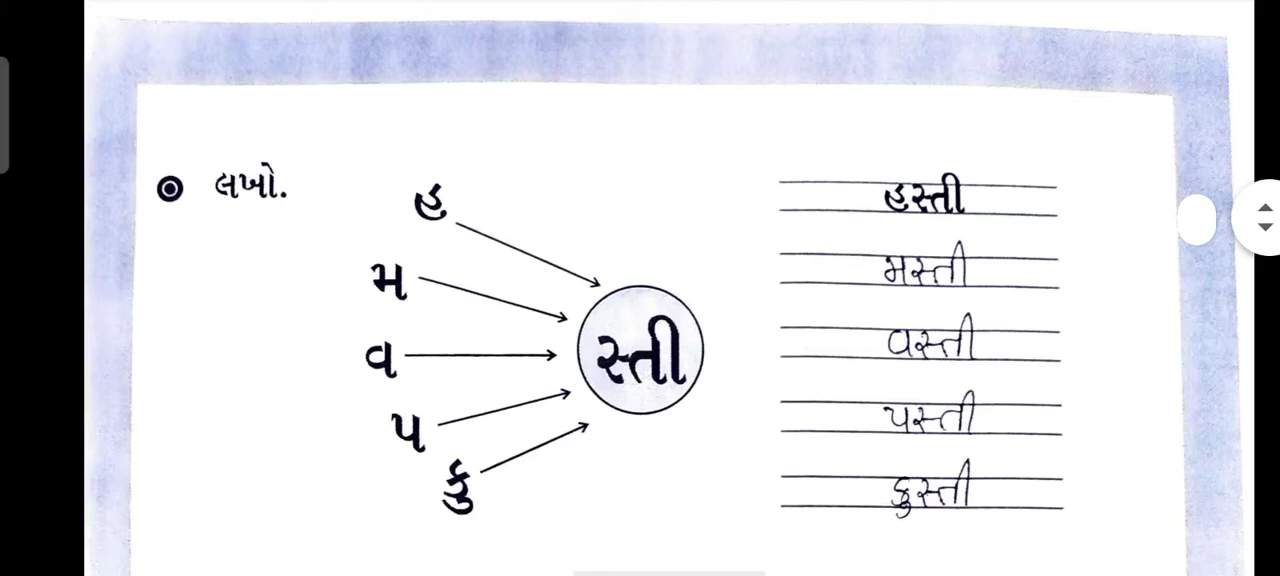 લખો.
હ
મ
વ
પ
કુ
સ્તી
હસ્તી
મસ્તી
વસ્તી
પસ્તી
કુસ્તી